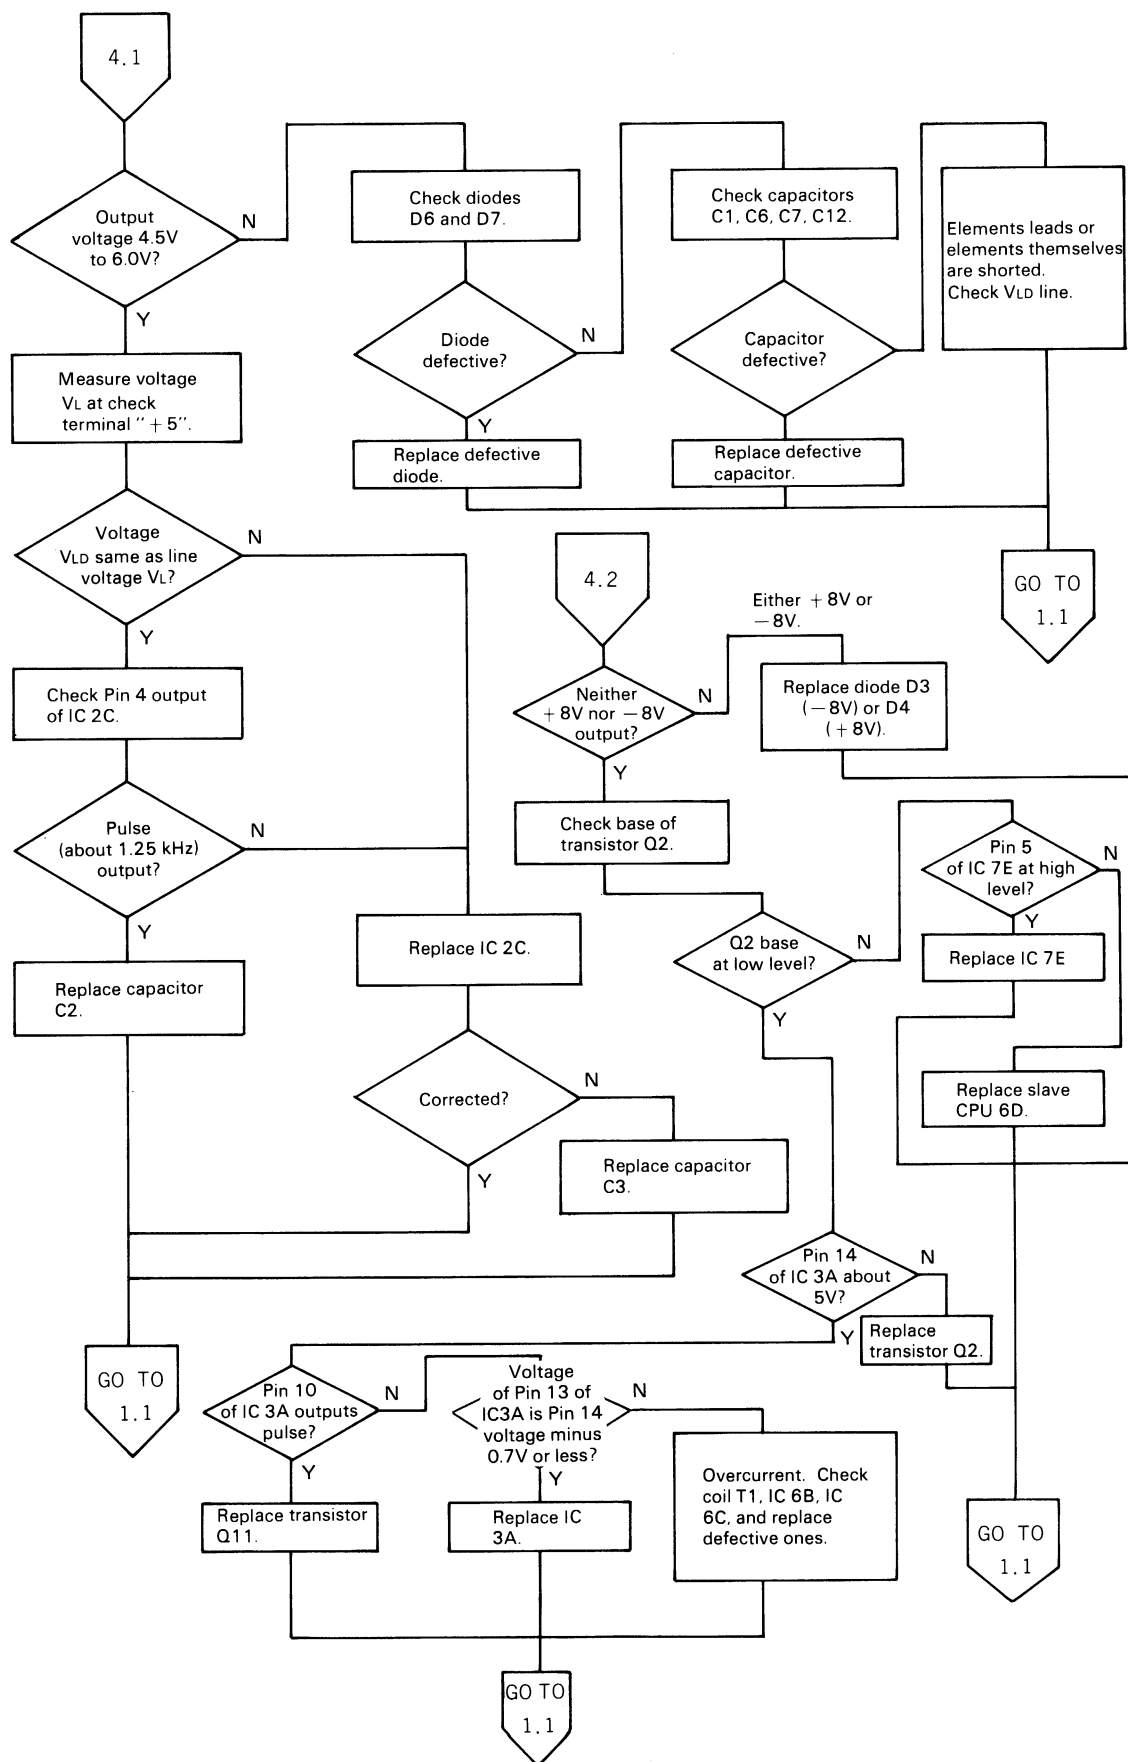 4.1
Output
voltage 4.5V
to 6.0V?
N
Y
Check diodes
D6 and D7.
Diode
defective?
N
Y
Replace defective
diode.
Check capacitors
C1, C6, C7, C12.
Capacitor
defective?
Replace defective
capacitor.
Elements leads or
elements themselves
are shorted.
Check VLD line.
GO TO
1.1
Measure voltage
VL at check
terminal "+5".
Voltage
VLD same as line
voltage VL?
N
Y
Check Pin 4 output
of IC 2C.
Pulse
(about 1.25 kHz)
output?
N
Y
Replace capacitor
C2.
Replace IC 2C.
Corrected?
N
Y
Replace capacitor
C3.
GO TO
1.1
4.2
Neither
+8V nor −8V
output?
N
Y
Either +8V or
−8V.
Replace diode D3
(−8V) or D4
(+8V).
Check base of
transistor Q2.
Q2 base
at low level?
N
Y
Pin 5
of IC 7E at high
level?
N
Y
Replace IC 7E
Replace slave
CPU 6D.
Pin 14
of IC 3A about
5V?
N
Y
Replace
transistor Q2.
GO TO
1.1
Pin 10
of IC 3A outputs
pulse?
N
Y
Replace transistor
Q11.
Voltage
of Pin 13 of
IC3A is Pin 14
voltage minus
0.7V or less?
N
Y
Replace IC
3A.
Overcurrent. Check
coil T1, IC 6B, IC
6C, and replace
defective ones.
GO TO
1.1